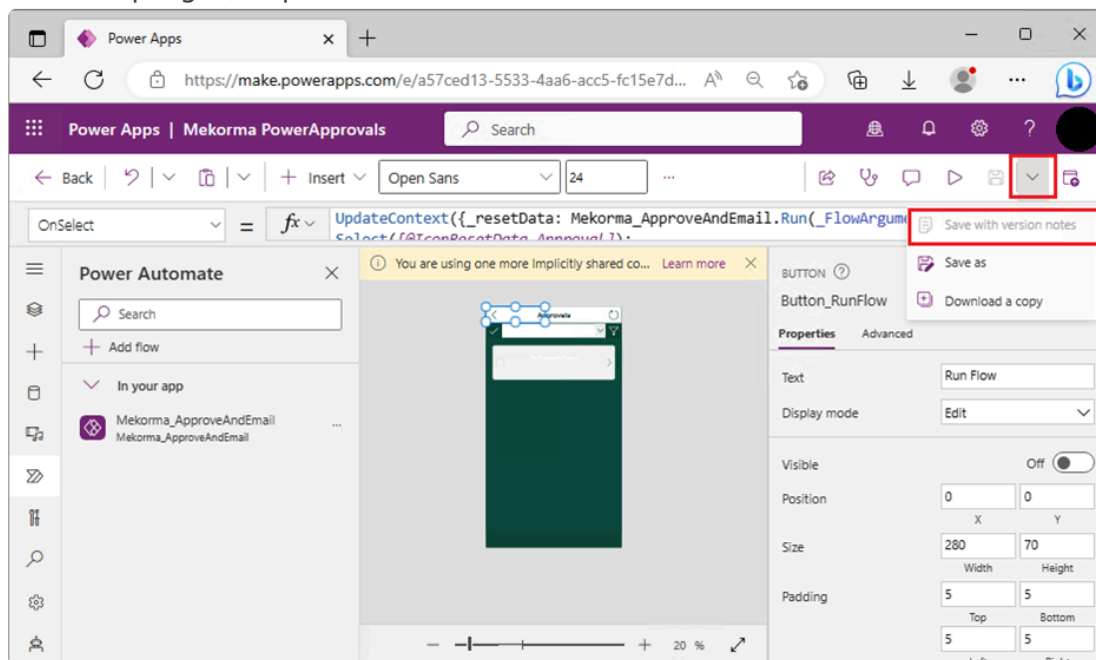 Power Apps
https://make.powerapps.com/e/a57ced13-5533-4aa6-acc5-fc15e7d...
Power Apps | Mekorma PowerApprovals
Search
Back
Insert
Open Sans
24
...
OnSelect
=
fx
UpdateContext({_resetData: Mekorma_ApproveAndEmail.Run(_FlowArgume
Select([@IconResetData_Approval]);
Save with version notes
Save as
Download a copy
Power Automate
Search
Add flow
In your app
Mekorma_ApproveAndEmail
Mekorma_ApproveAndEmail
...
You are using one more Implicitly shared co... Learn more
Approvals
20 %
BUTTON
Button_RunFlow
Properties Advanced
Text Run Flow
Display mode Edit
Visible Off
Position 0 0
X Y
Size 280 70
Width Height
Padding 5 5
Top Bottom
5 5